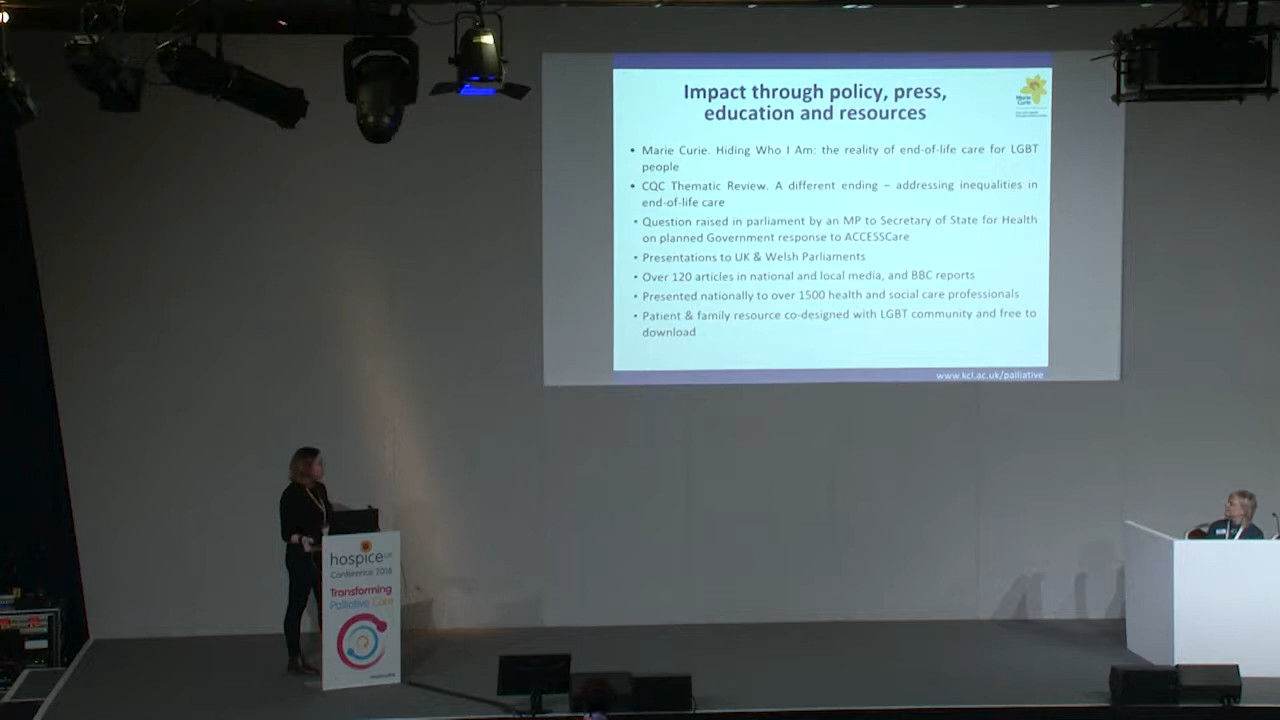 Impact through policy, press,
education and resources
Marie Curie
• Marie Curie. Hiding Who I Am: the reality of end-of-life care for LGBT
people
• CQC Thematic Review. A different ending – addressing inequalities in
end-of-life care
• Question raised in parliament by an MP to Secretary of State for Health
on planned Government response to ACCESSCare
• Presentations to UK & Welsh Parliaments
• Over 120 articles in national and local media, and BBC reports
• Presented nationally to over 1500 health and social care professionals
• Patient & family resource co-designed with LGBT community and free to
download
www.kcl.ac.uk/palliative
hospice UK
Conference 2018
Transforming
Palliative Care